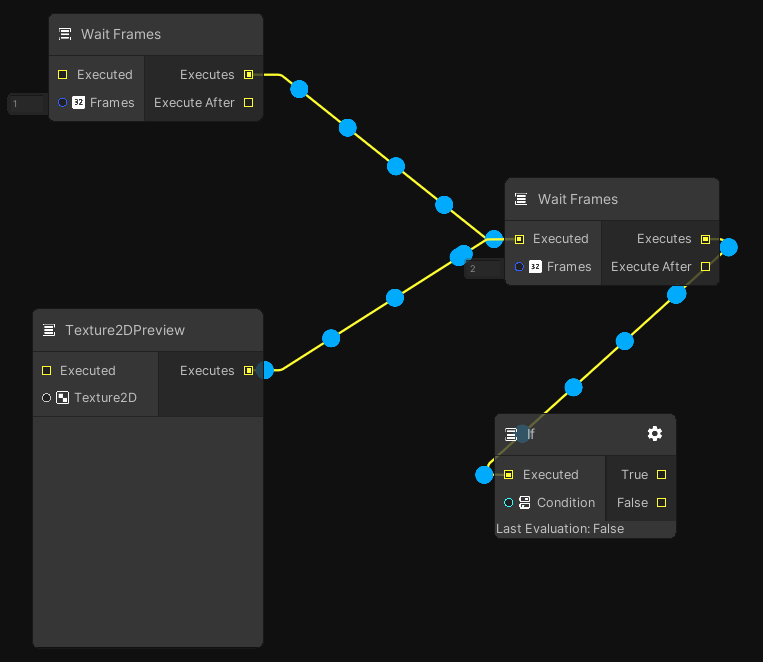 Wait Frames
Executed Executes
1 32 Frames Execute After
Wait Frames
Executed Executes
2 32 Frames Execute After
Texture2DPreview
Executed Executes
Texture2D
If
Executed True
Condition False
Last Evaluation: False